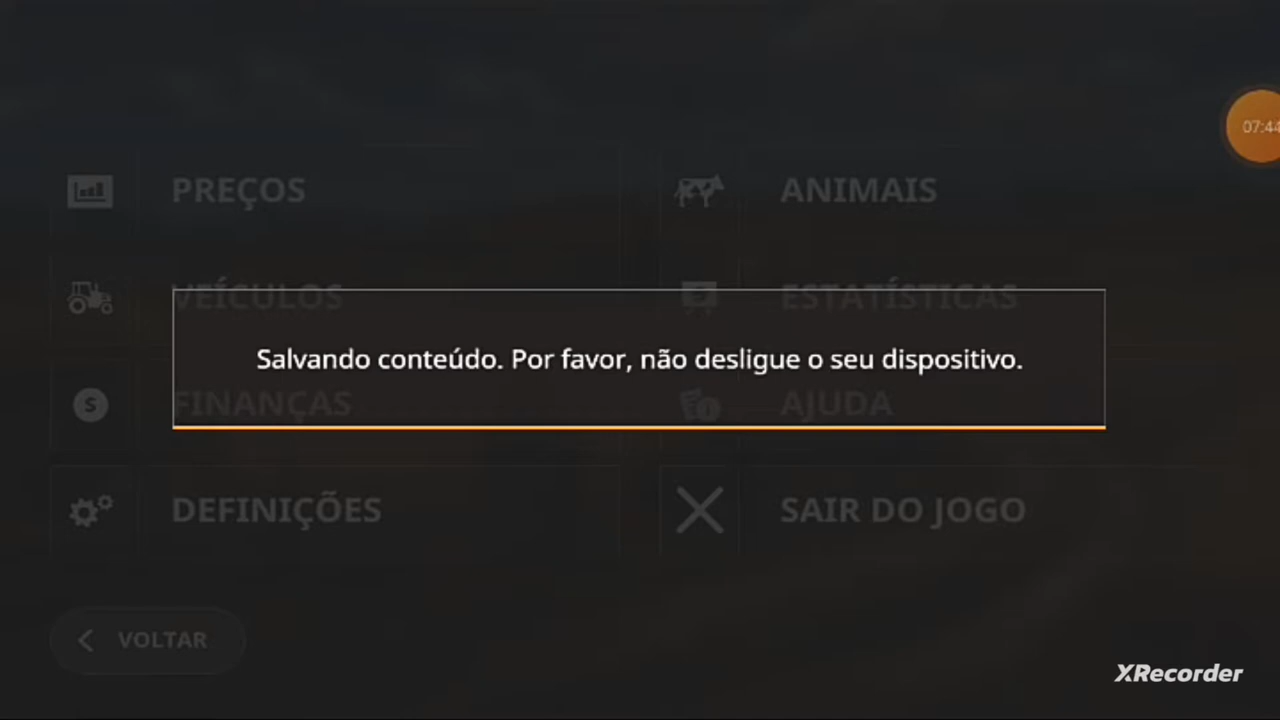 07:44
PREÇOS
ANIMAIS
VEÍCULOS
ESTATÍSTICAS
Salvando conteúdo. Por favor, não desligue o seu dispositivo.
FINANÇAS
AJUDA
DEFINIÇÕES
SAIR DO JOGO
VOLTAR
XRecorder